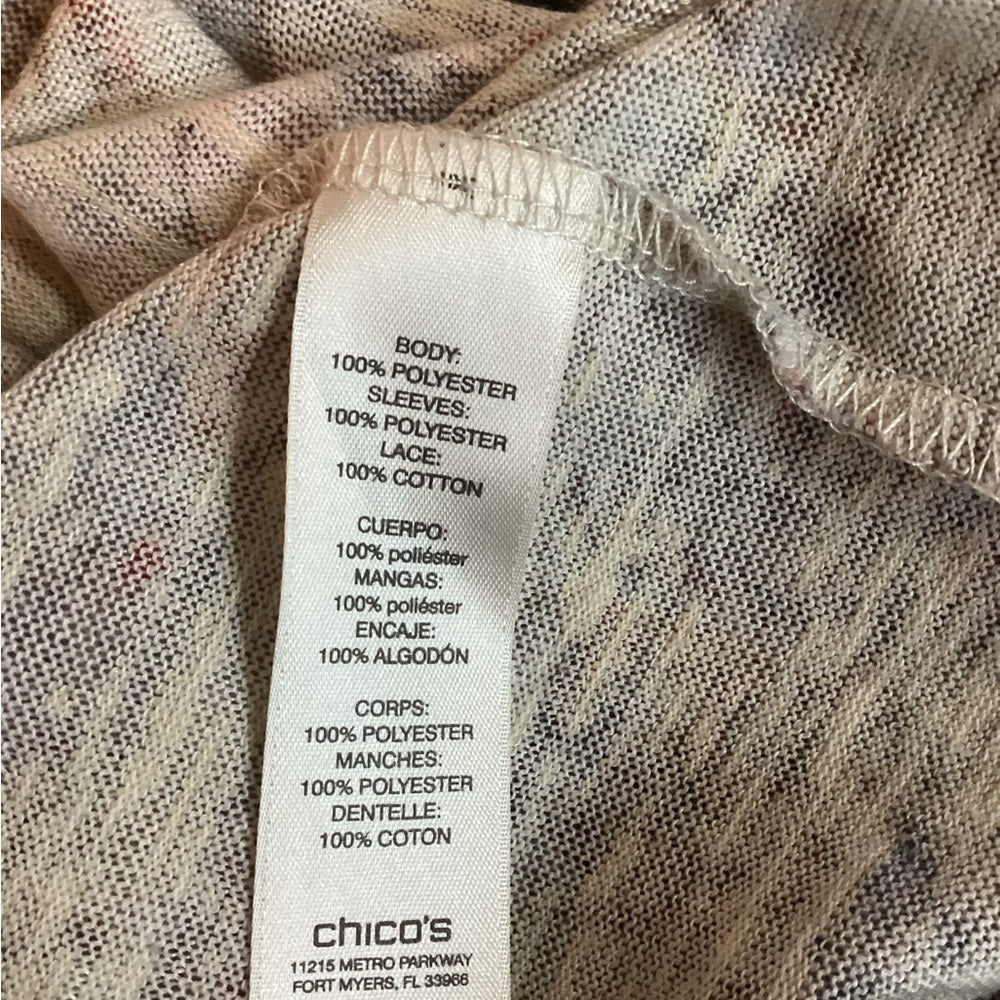 BODY:
100% POLYESTER
SLEEVES:
100% POLYESTER
LACE:
100% COTTON
CUERPO:
100% poliéster
MANGAS:
100% poliéster
ENCAJE:
100% ALGODÓN
CORPS:
100% POLYESTER
MANCHES:
100% POLYESTER
DENTELLE:
100% COTON
chico's
11215 METRO PARKWAY
FORT MYERS, FL 33966